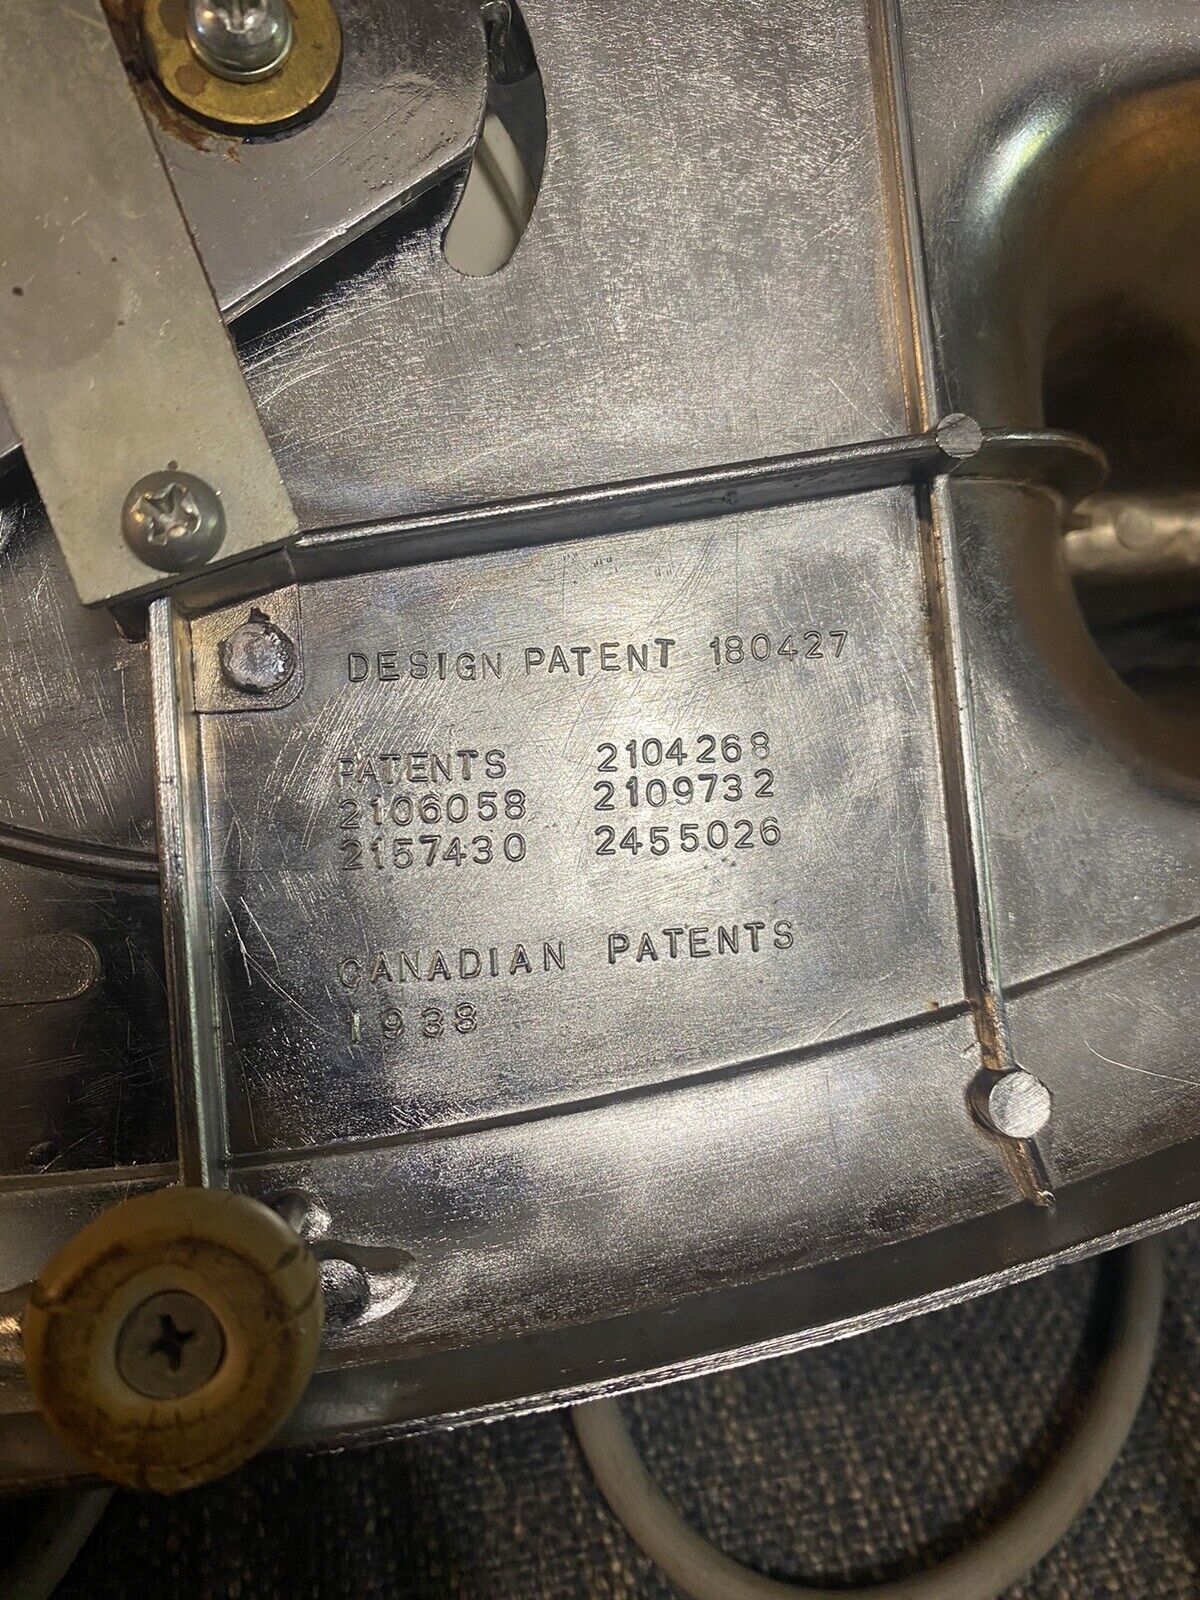 DESIGN PATENT 180427
PATENTS 2104268
2106058 2109732
2157430 2455026
CANADIAN PATENTS
1938